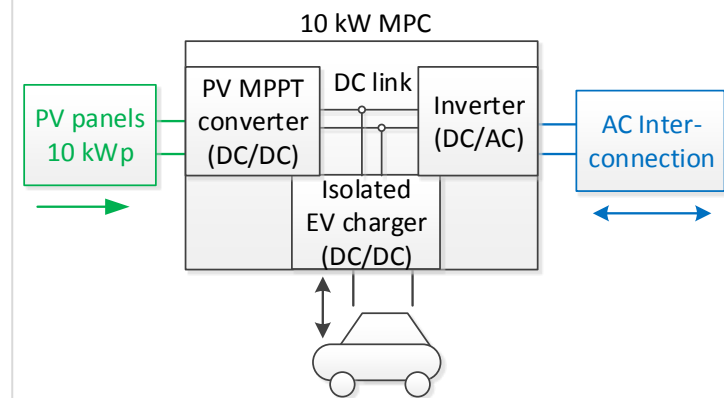 10 kW MPC
PV panels
10 kWp
PV MPPT
converter
(DC/DC)
DC link
Inverter
(DC/AC)
AC Inter-
connection
Isolated
EV charger
(DC/DC)